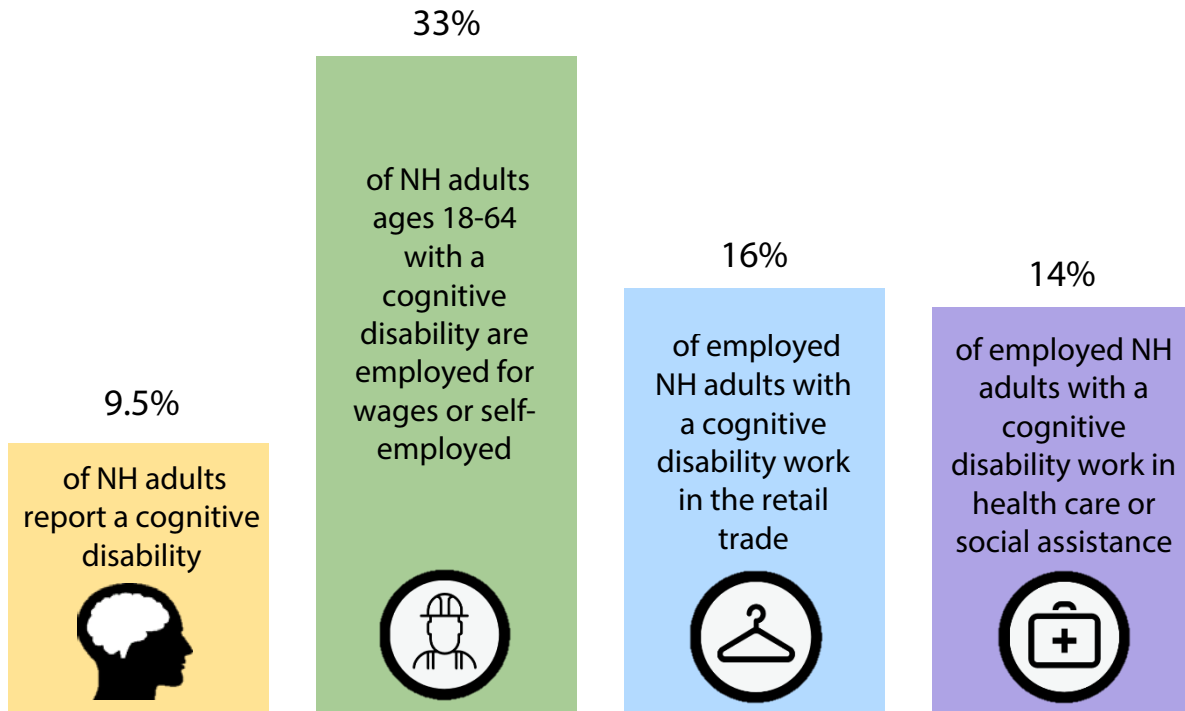 9.5%
of NH adults
report a cognitive
disability
33%
of NH adults
ages 18-64
with a
cognitive
disability are
employed for
wages or self-
employed
16%
of employed
NH adults with
a cognitive
disability work
in the retail
trade
14%
of employed NH
adults with a
cognitive
disability work in
health care or
social assistance